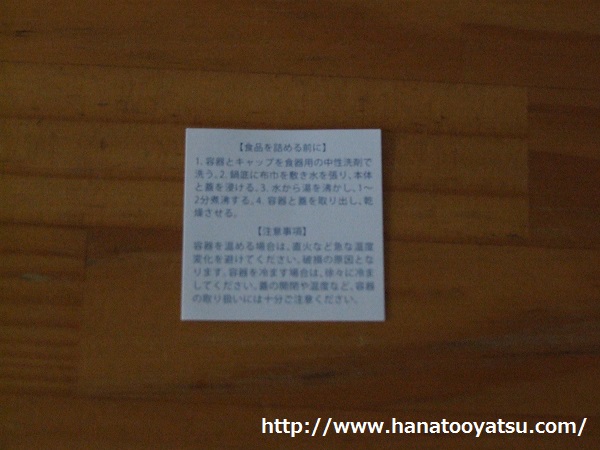 【食品を詰める前に】
1. 容器とキャップを食器用の中性洗剤で
洗う。2. 鍋底に布巾を敷き水を張り、本体
と蓋を浸ける。3. 水から湯を沸かし、1〜
2分煮沸する。4. 容器と蓋を取り出し、乾
燥させる。
【注意事項】
容器を温める場合は、直火など急な温度
変化を避けてください。破損の原因とな
ります。容器を冷ます場合は、徐々に冷ま
してください。蓋の開閉や温度など、容器
の取り扱いには十分ご注意ください。
http://www.hanatooyatsu.com/